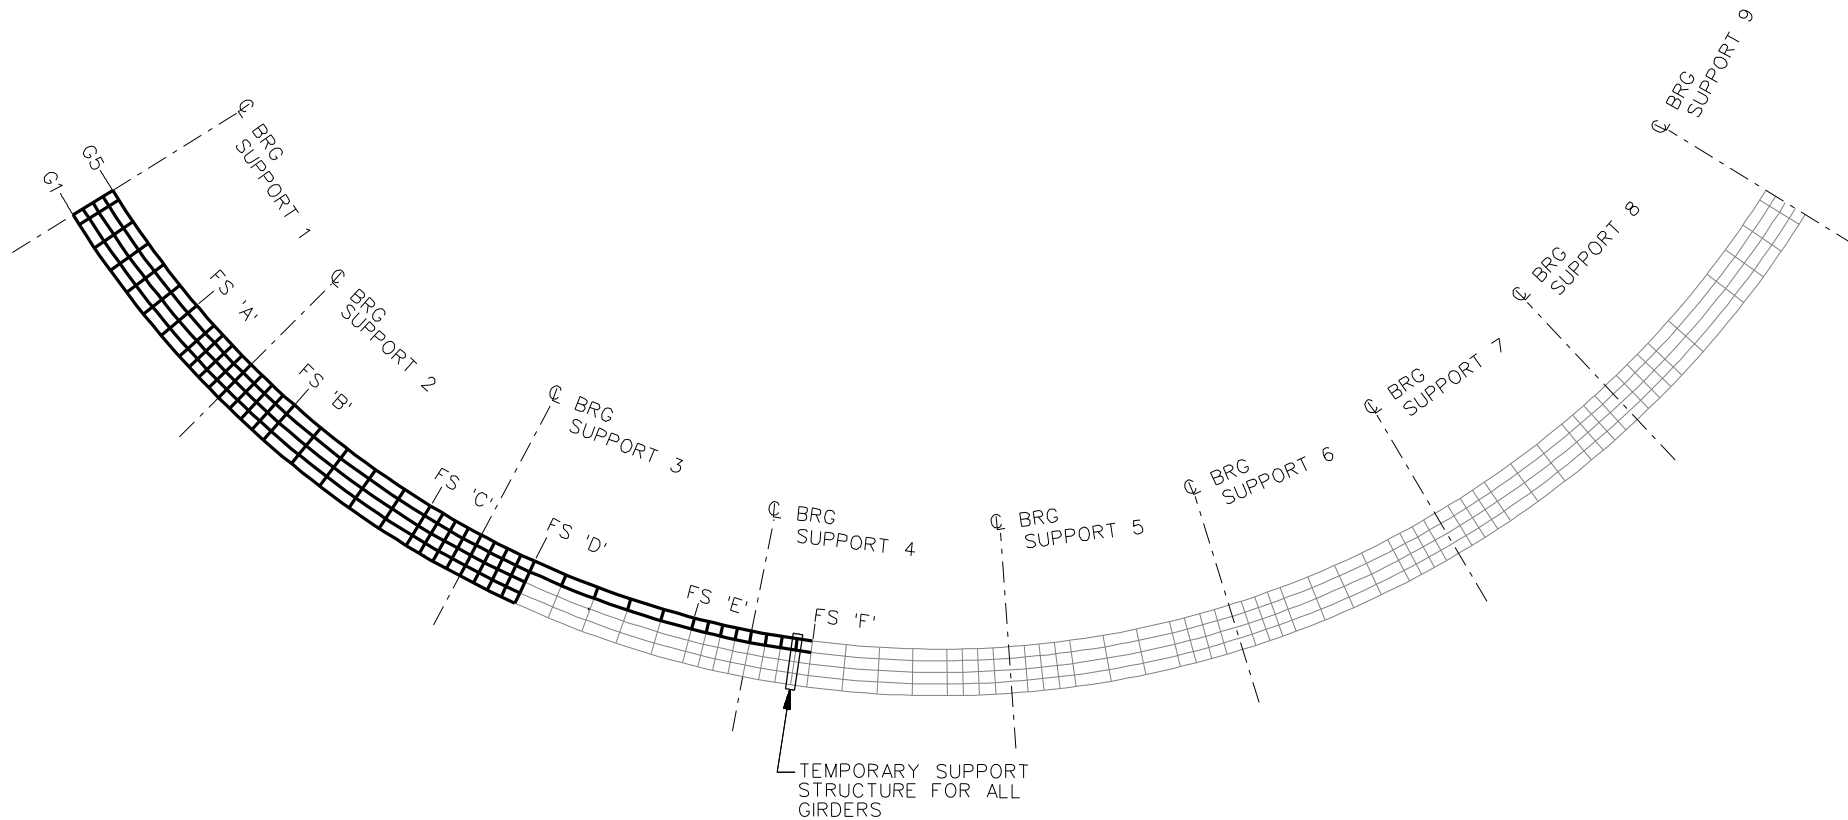 G1
G5
℄ BRG
SUPPORT 1
FS 'A'
℄ BRG
SUPPORT 2
FS 'B'
℄ BRG
SUPPORT 3
FS 'C'
FS 'D'
℄ BRG
SUPPORT 4
FS 'E'
FS 'F'
℄ BRG
SUPPORT 5
℄ BRG
SUPPORT 6
℄ BRG
SUPPORT 7
℄ BRG
SUPPORT 8
℄ BRG
SUPPORT 9
TEMPORARY SUPPORT
STRUCTURE FOR ALL
GIRDERS